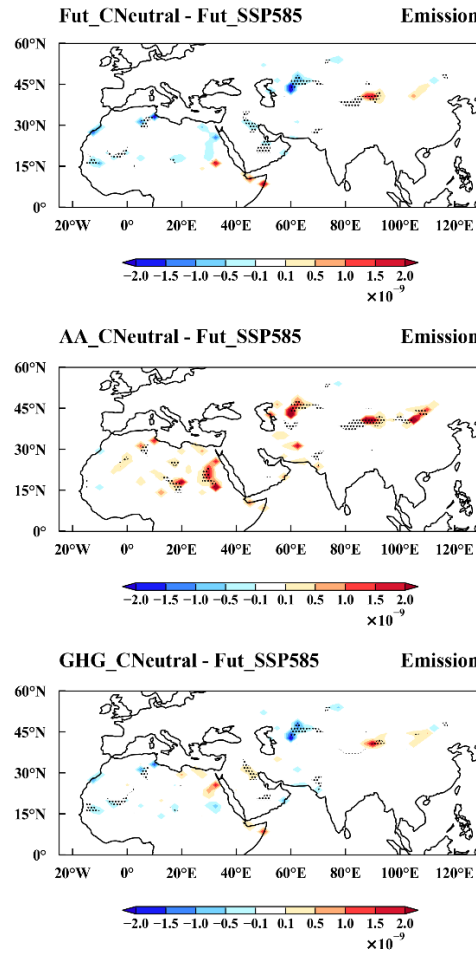 Fut_CNeutral - Fut_SSP585 Emission
60°N
45°N
30°N
15°N
0°
20°W 0° 20°E 40°E 60°E 80°E 100°E 120°E
−2.0 −1.5 −1.0 −0.5 −0.1 0.1 0.5 1.0 1.5 2.0
×10⁻⁹
AA_CNeutral - Fut_SSP585 Emission
60°N
45°N
30°N
15°N
0°
20°W 0° 20°E 40°E 60°E 80°E 100°E 120°E
−2.0 −1.5 −1.0 −0.5 −0.1 0.1 0.5 1.0 1.5 2.0
×10⁻⁹
GHG_CNeutral - Fut_SSP585 Emission
60°N
45°N
30°N
15°N
0°
20°W 0° 20°E 40°E 60°E 80°E 100°E 120°E
−2.0 −1.5 −1.0 −0.5 −0.1 0.1 0.5 1.0 1.5 2.0
×10⁻⁹